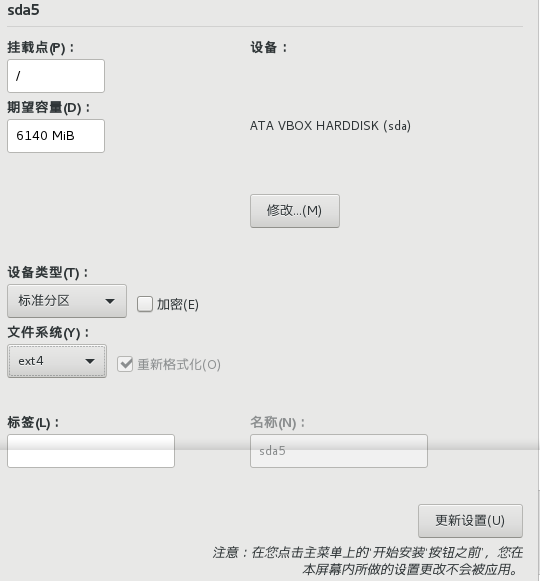 sda5
挂载点(P)：
设备：
/
期望容量(D)：
6140 MiB
ATA VBOX HARDDISK (sda)
修改...(M)
设备类型(T)：
标准分区
加密(E)
文件系统(Y)：
ext4
重新格式化(O)
标签(L)：
名称(N)：
sda5
更新设置(U)
注意：在您点击主菜单上的'开始安装'按钮之前'，您在
本屏幕内所做的设置更改不会被应用。